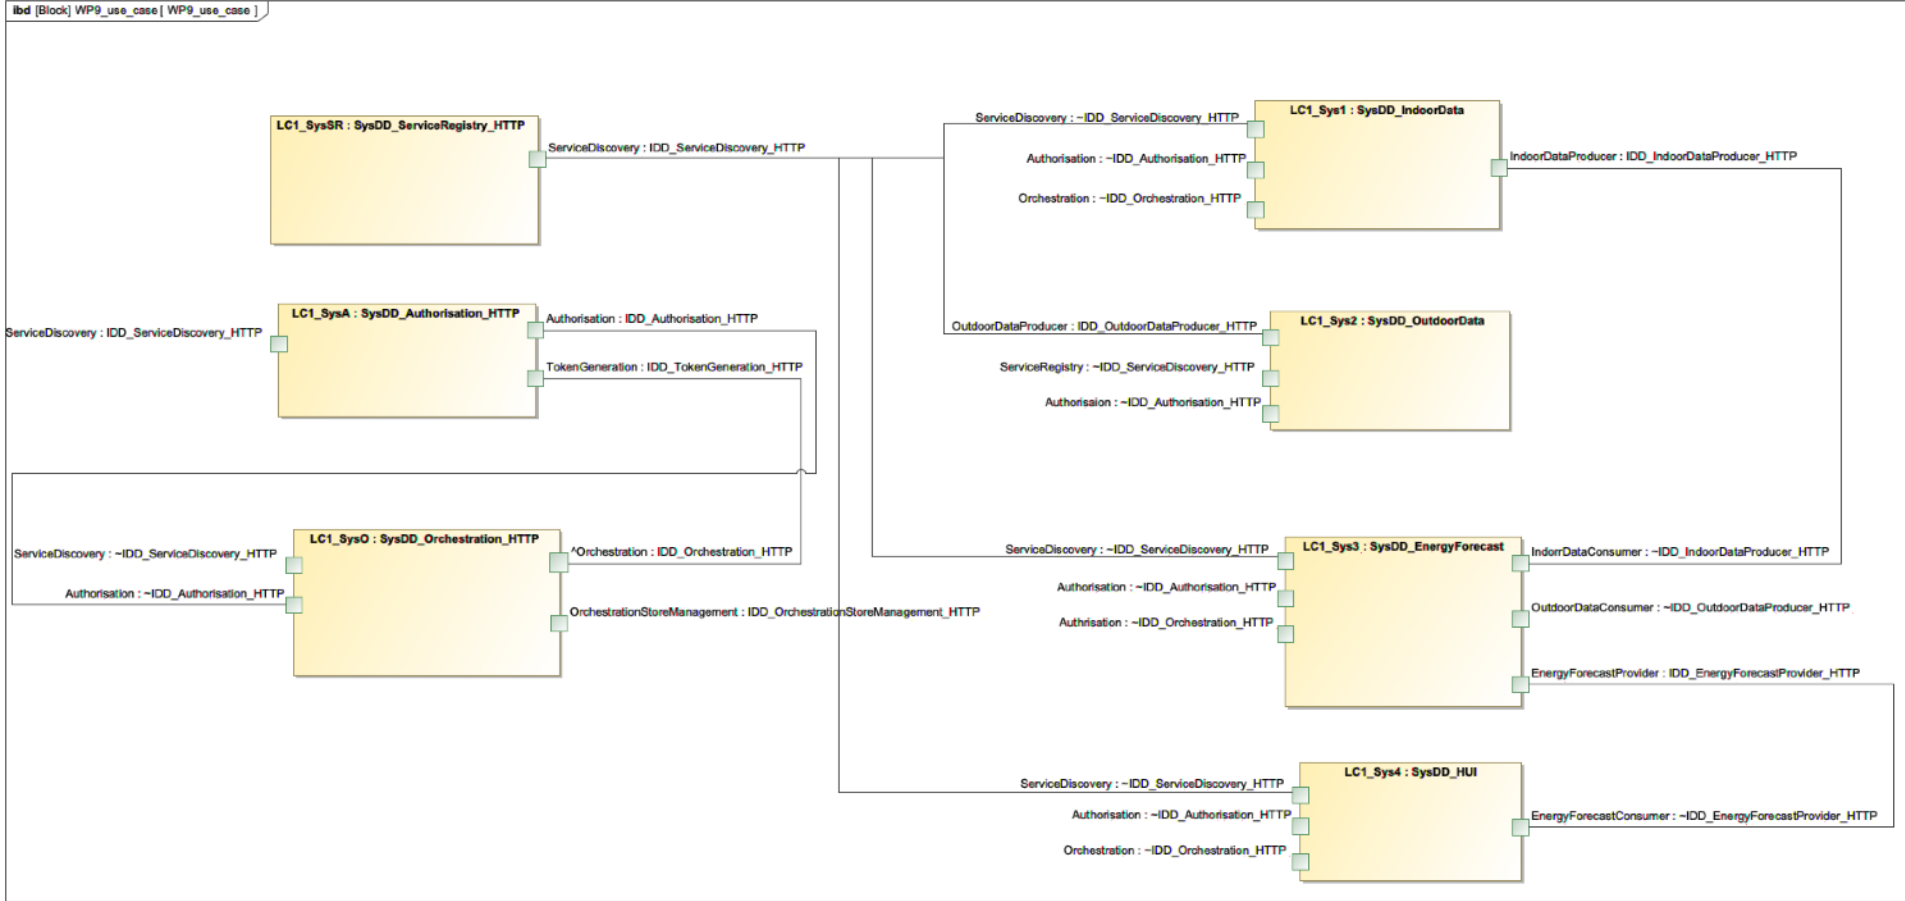 ibd [Block] WP9_use_case [ WP9_use_case ]
LC1_SysSR : SysDD_ServiceRegistry_HTTP
ServiceDiscovery : IDD_ServiceDiscovery_HTTP
LC1_SysA : SysDD_Authorisation_HTTP
ServiceDiscovery : IDD_ServiceDiscovery_HTTP
Authorisation : IDD_Authorisation_HTTP
TokenGeneration : IDD_TokenGeneration_HTTP
LC1_SysO : SysDD_Orchestration_HTTP
ServiceDiscovery : ~IDD_ServiceDiscovery_HTTP
Authorisation : ~IDD_Authorisation_HTTP
^Orchestration : IDD_Orchestration_HTTP
OrchestrationStoreManagement : IDD_OrchestrationStoreManagement_HTTP
LC1_Sys1 : SysDD_IndoorData
ServiceDiscovery : ~IDD_ServiceDiscovery_HTTP
Authorisation : ~IDD_Authorisation_HTTP
Orchestration : ~IDD_Orchestration_HTTP
IndoorDataProducer : IDD_IndoorDataProducer_HTTP
LC1_Sys2 : SysDD_OutdoorData
OutdoorDataProducer : IDD_OutdoorDataProducer_HTTP
ServiceRegistry : ~IDD_ServiceDiscovery_HTTP
Authorisaion : ~IDD_Authorisation_HTTP
LC1_Sys3 : SysDD_EnergyForecast
ServiceDiscovery : ~IDD_ServiceDiscovery_HTTP
Authorisation : ~IDD_Authorisation_HTTP
Authrisation : ~IDD_Orchestration_HTTP
IndorrDataConsumer : ~IDD_IndoorDataProducer_HTTP
OutdoorDataConsumer : ~IDD_OutdoorDataProducer_HTTP
EnergyForecastProvider : IDD_EnergyForecastProvider_HTTP
LC1_Sys4 : SysDD_HUI
ServiceDiscovery : ~IDD_ServiceDiscovery_HTTP
Authorisation : ~IDD_Authorisation_HTTP
Orchestration : ~IDD_Orchestration_HTTP
EnergyForecastConsumer : ~IDD_EnergyForecastProvider_HTTP